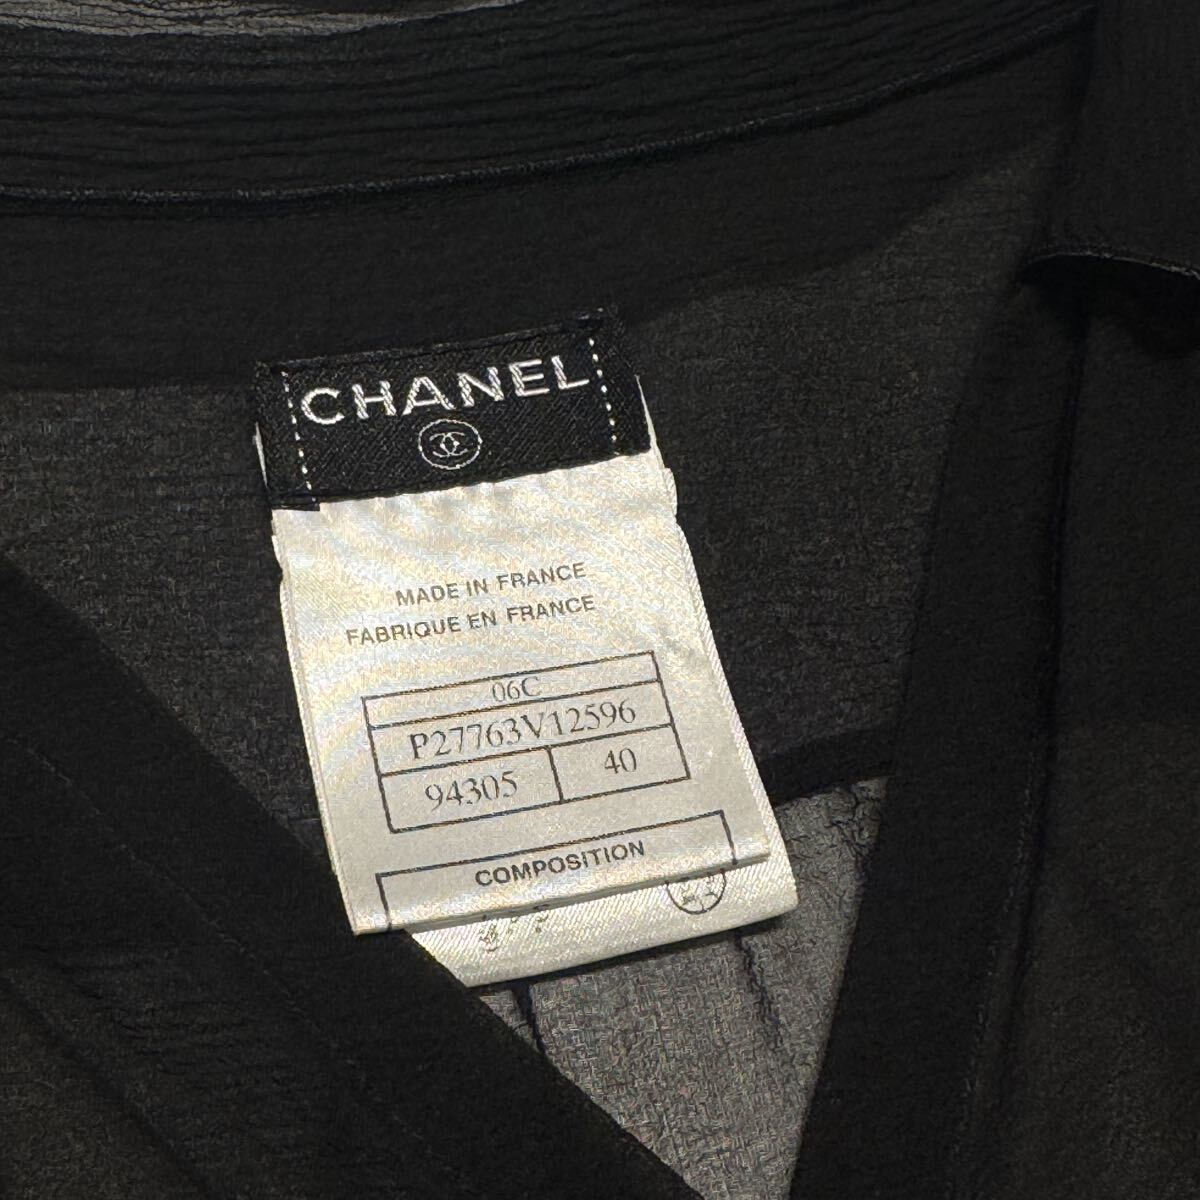 CHANEL
MADE IN FRANCE
FABRIQUE EN FRANCE
06C
P27763V12596
94305 40
COMPOSITION